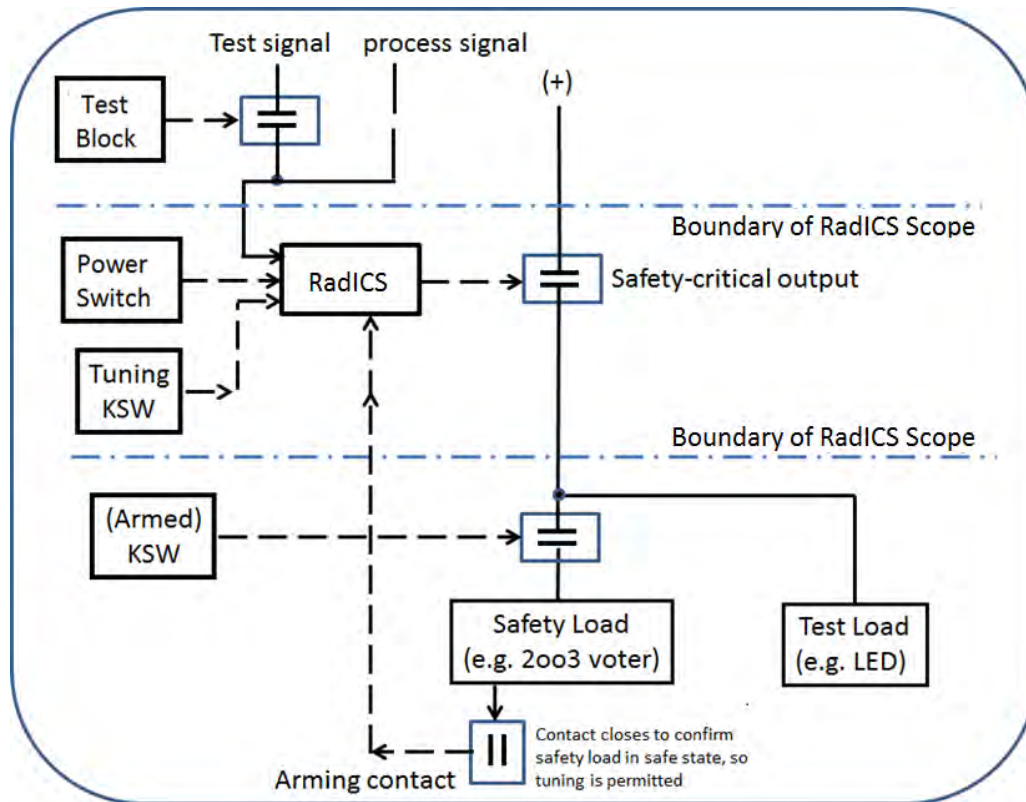 Test signal
process signal
(+)
Test
Block
Boundary of RadICS Scope
Power
Switch
RadICS
Safety-critical output
Tuning
KSW
Boundary of RadICS Scope
(Armed)
KSW
Safety Load
(e.g. 2oo3 voter)
Test Load
(e.g. LED)
Arming contact
Contact closes to confirm
safety load in safe state, so
tuning is permitted